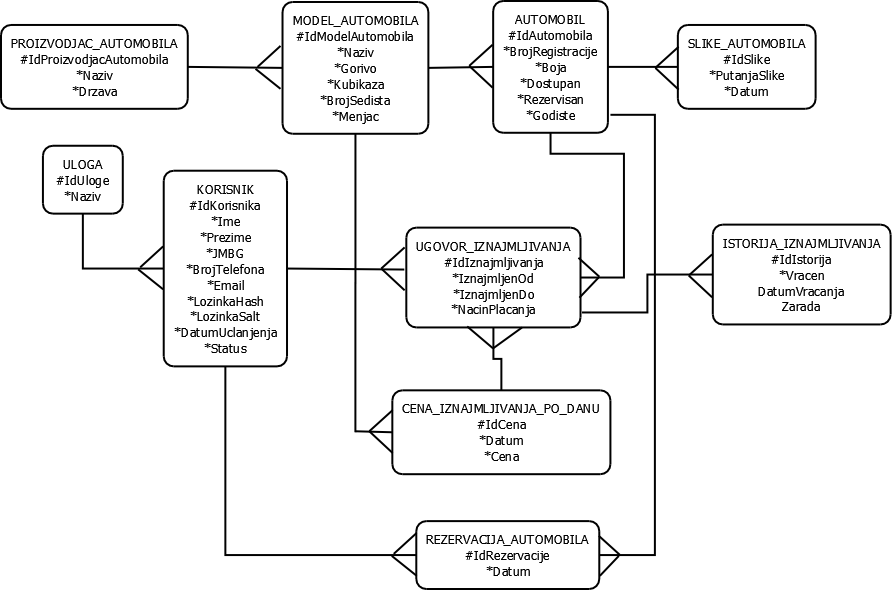 PROIZVODJAC_AUTOMOBILA
#IdProizvodjacAutomobila
*Naziv
*Drzava
MODEL_AUTOMOBILA
#IdModelAutomobila
*Naziv
*Gorivo
*Kubikaza
*BrojSedista
*Menjac
AUTOMOBIL
#IdAutomobila
*BrojRegistracije
*Boja
*Dostupan
*Rezervisan
*Godiste
SLIKE_AUTOMOBILA
#IdSlike
*PutanjaSlike
*Datum
ULOGA
#IdUloge
*Naziv
KORISNIK
#IdKorisnika
*Ime
*Prezime
*JMBG
*BrojTelefona
*Email
*LozinkaHash
*LozinkaSalt
*DatumUclanjenja
*Status
UGOVOR_IZNAJMLJIVANJA
#IdIznajmljivanja
*IznajmljenOd
*IznajmljenDo
*NacinPlacanja
ISTORIJA_IZNAJMLJIVANJA
#IdIstorija
*Vracen
DatumVracanja
Zarada
CENA_IZNAJMLJIVANJA_PO_DANU
#IdCena
*Datum
*Cena
REZERVACIJA_AUTOMOBILA
#IdRezervacije
*Datum